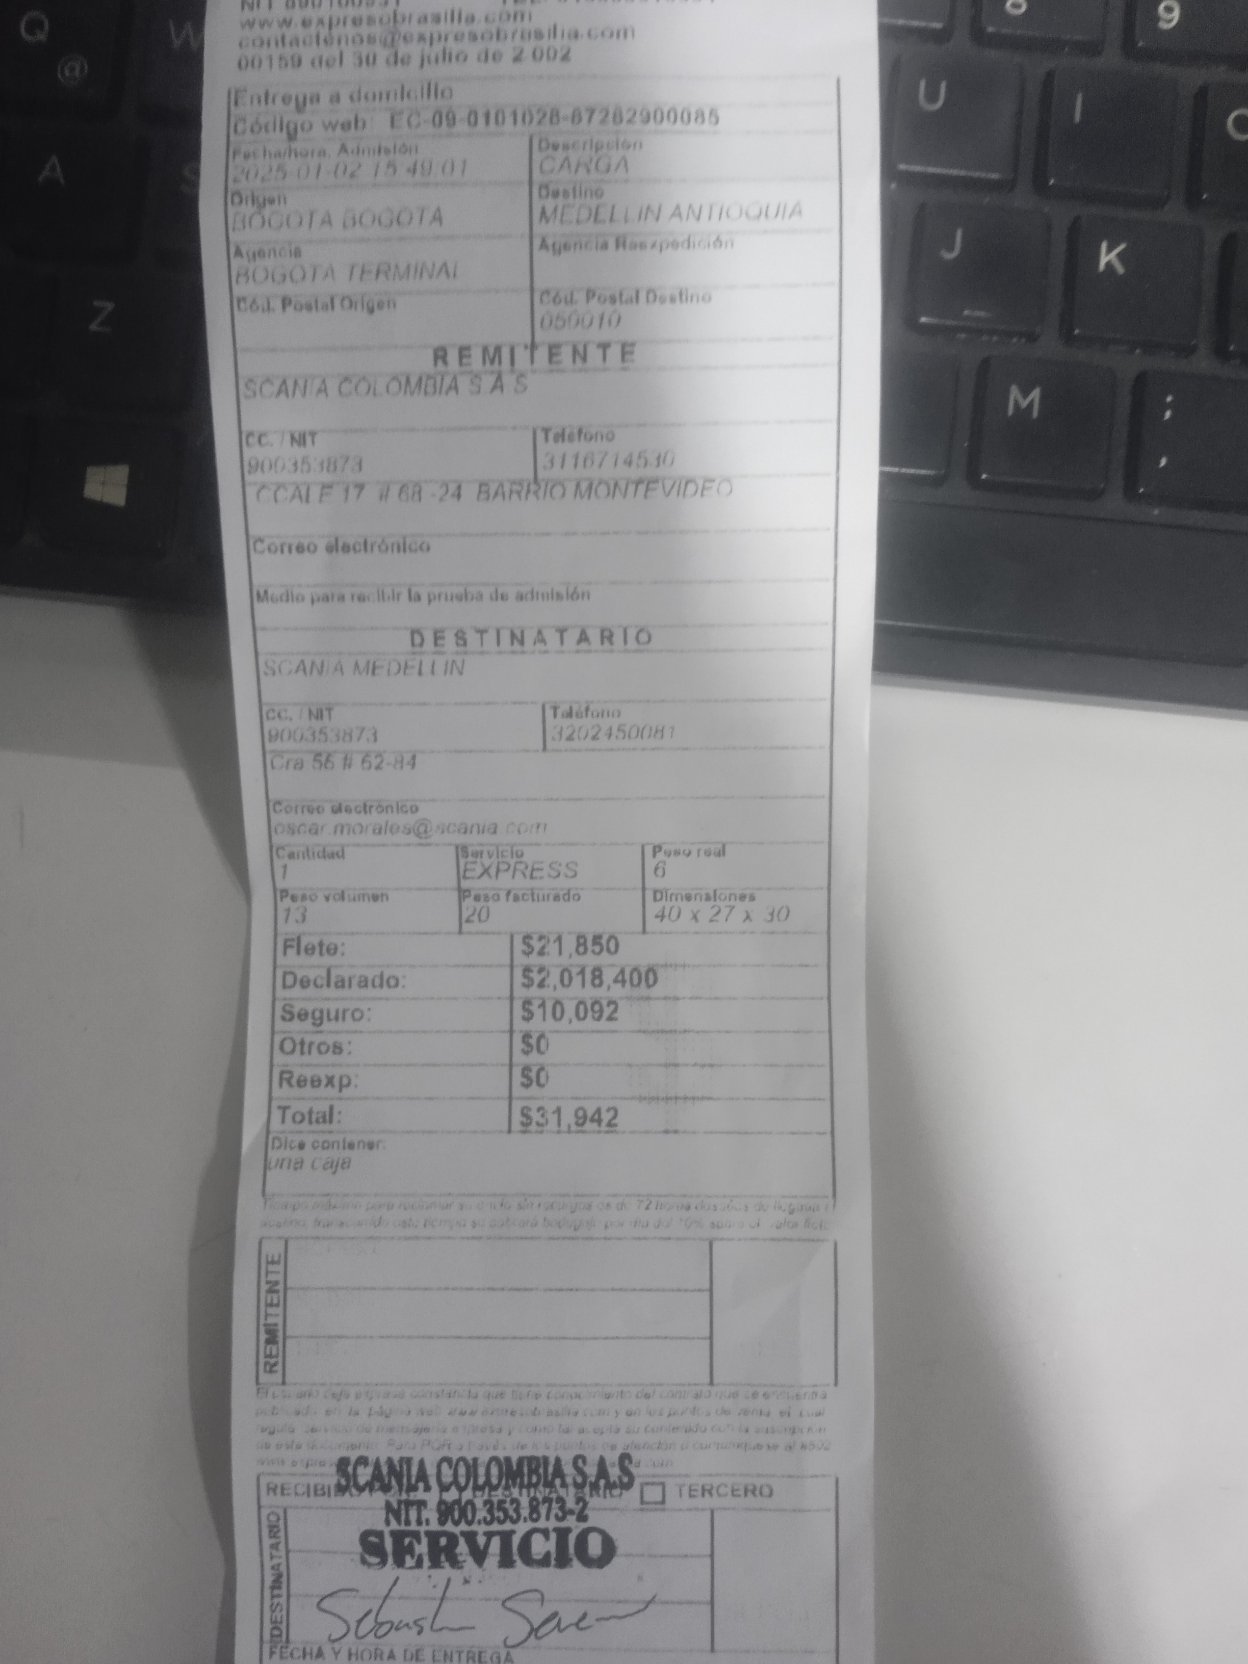 www.expresobrasilia.com
contactenos@expresobrasilia.com
00159 del 30 de julio de 2 002
Entrega a domicilio
Código web: EC-09-0101028-87282900085
Fecha/hora, Admisión
2025-01-02 15:49:01
Descripción
CARGA
Origen
BOGOTA BOGOTA
Destino
MEDELLIN ANTIOQUIA
Agencia
BOGOTA TERMINAL
Agencia Reexpedición
Cód. Postal Origen
Cód. Postal Destino
050010
REMITENTE
SCANIA COLOMBIA S A S
CC. / NIT
900353873
Teléfono
3116714530
CCALE 17 # 68 -24 BARRIO MONTEVIDEO
Correo electrónico
Medio para recibir la prueba de admisión
DESTINATARIO
SCANIA MEDELLIN
CC. / NIT
900353873
Teléfono
3202450081
Cra 56 # 62-84
Correo electrónico
oscar.morales@scania.com
Cantidad
1
Servicio
EXPRESS
Peso real
6
Peso volumen
13
Peso facturado
20
Dimensiones
40 x 27 x 30
Flete: $21,850
Declarado: $2,018,400
Seguro: $10,092
Otros: $0
Reexp: $0
Total: $31,942
Dice contener:
una caja
REMITENTE
SCANIA COLOMBIA S.A.S
DESTINATARIO
TERCERO
NIT. 900.353.873-2
SERVICIO
DESTINATARIO
FECHA Y HORA DE ENTREGA
Q
@
W
A
S
Z
9
U
I
J
K
M
;
,